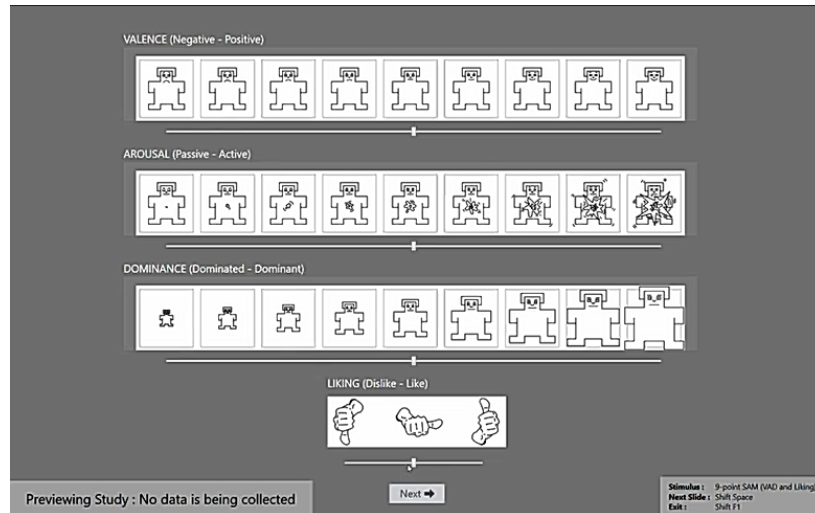 VALENCE (Negative - Positive)
AROUSAL (Passive - Active)
DOMINANCE (Dominated - Dominant)
LIKING (Dislike - Like)
Next ➡
Previewing Study : No data is being collected
Stimulus : 9-point SAM (VAD and Liking)
Next Slide : Shift Space
Exit : Shift F1